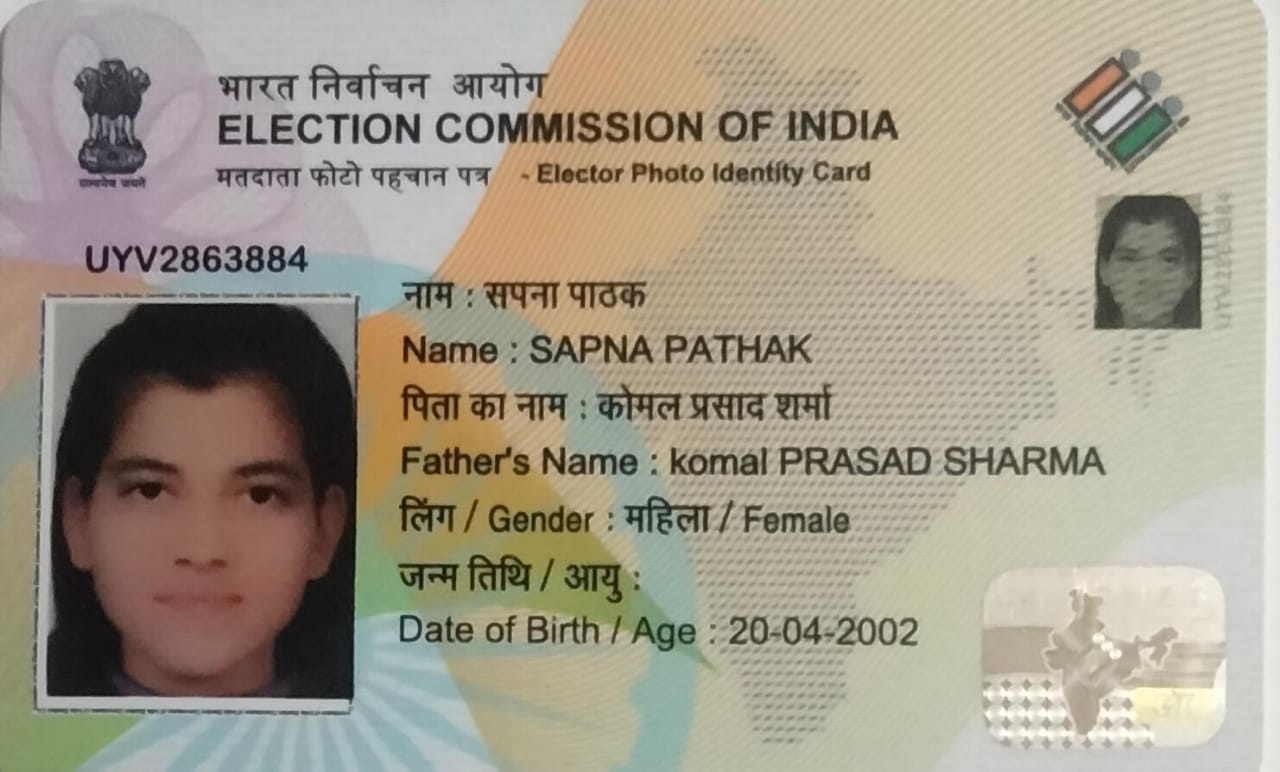 भारत निर्वाचन आयोग
ELECTION COMMISSION OF INDIA
मतदाता फोटो पहचान पत्र - Elector Photo Identity Card
सत्यमेव जयते
UYV2863884
नाम : सपना पाठक
Name : SAPNA PATHAK
पिता का नाम : कोमल प्रसाद शर्मा
Father's Name : komal PRASAD SHARMA
लिंग / Gender : महिला / Female
जन्म तिथि / आयु :
Date of Birth / Age : 20-04-2002